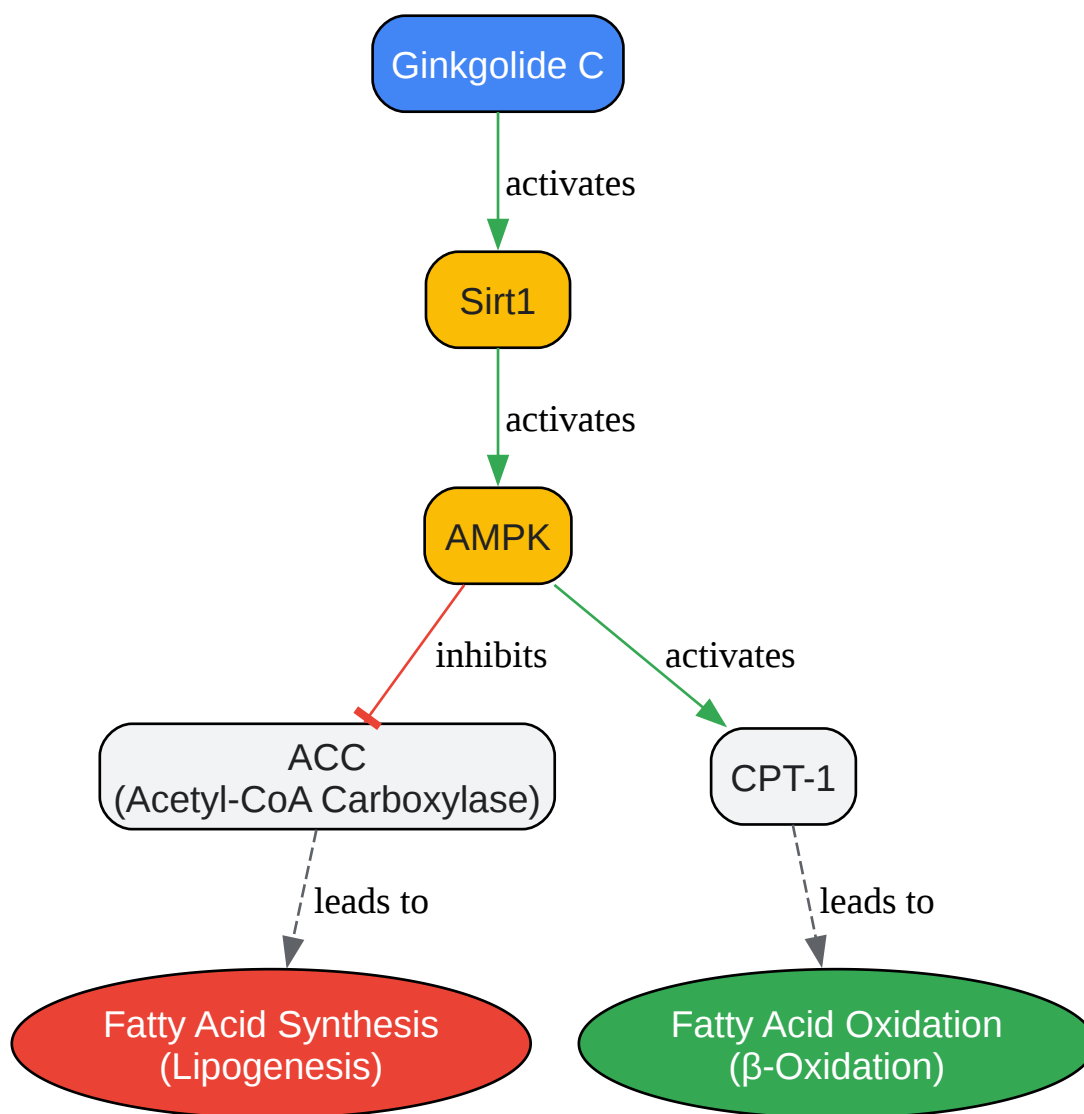 Ginkgolide C
activates
Sirt1
activates
AMPK
inhibits
activates
ACC
(Acetyl-CoA Carboxylase)
CPT-1
leads to
leads to
Fatty Acid Synthesis
(Lipogenesis)
Fatty Acid Oxidation
(β-Oxidation)